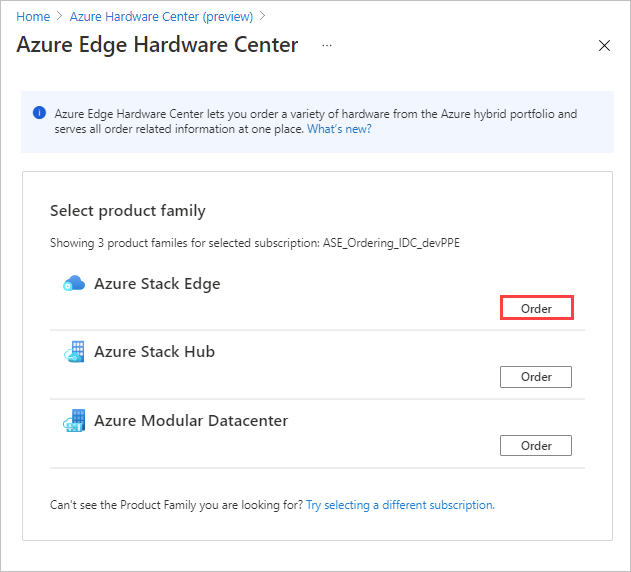 Home > Azure Hardware Center (preview) >
Azure Edge Hardware Center ...
Azure Edge Hardware Center lets you order a variety of hardware from the Azure hybrid portfolio and
serves all order related information at one place. What's new?
Select product family
Showing 3 product familes for selected subscription: ASE_Ordering_IDC_devPPE
Azure Stack Edge
Order
Azure Stack Hub
Order
Azure Modular Datacenter
Order
Can't see the Product Family you are looking for? Try selecting a different subscription.